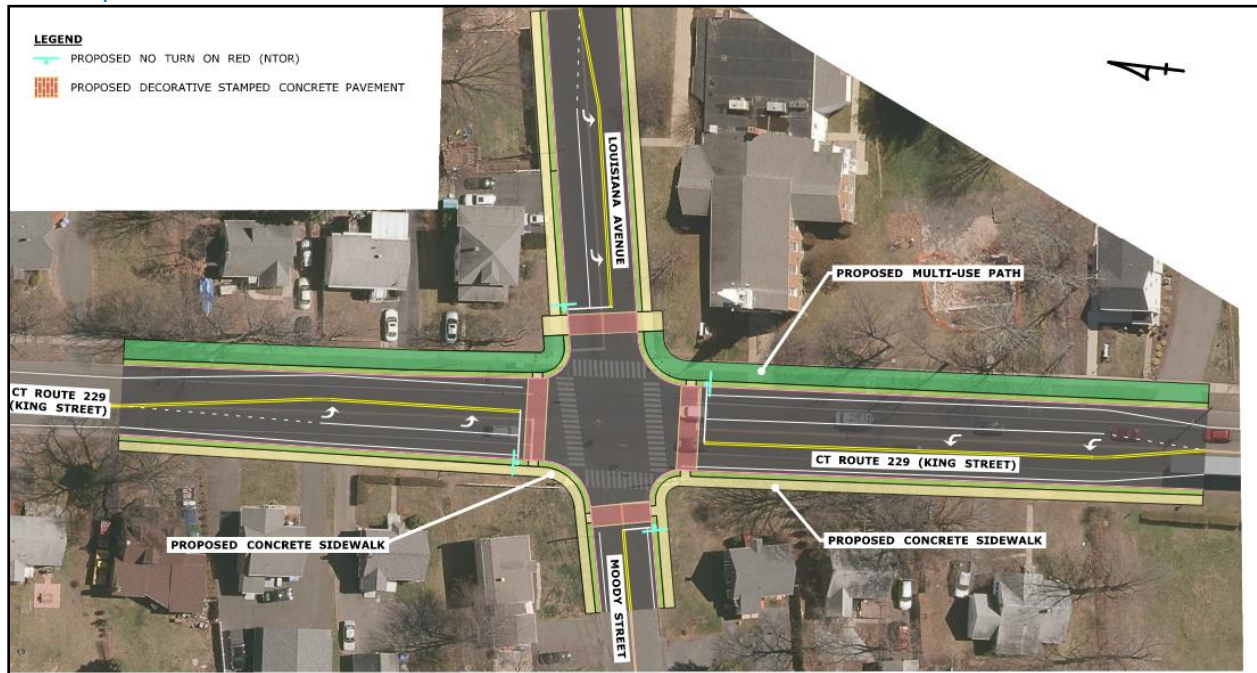 LEGEND
PROPOSED NO TURN ON RED (NTOR)
PROPOSED DECORATIVE STAMPED CONCRETE PAVEMENT
LOUISIANA AVENUE
PROPOSED MULTI-USE PATH
CT ROUTE 229
(KING STREET)
CT ROUTE 229 (KING STREET)
PROPOSED CONCRETE SIDEWALK
PROPOSED CONCRETE SIDEWALK
MOODY STREET